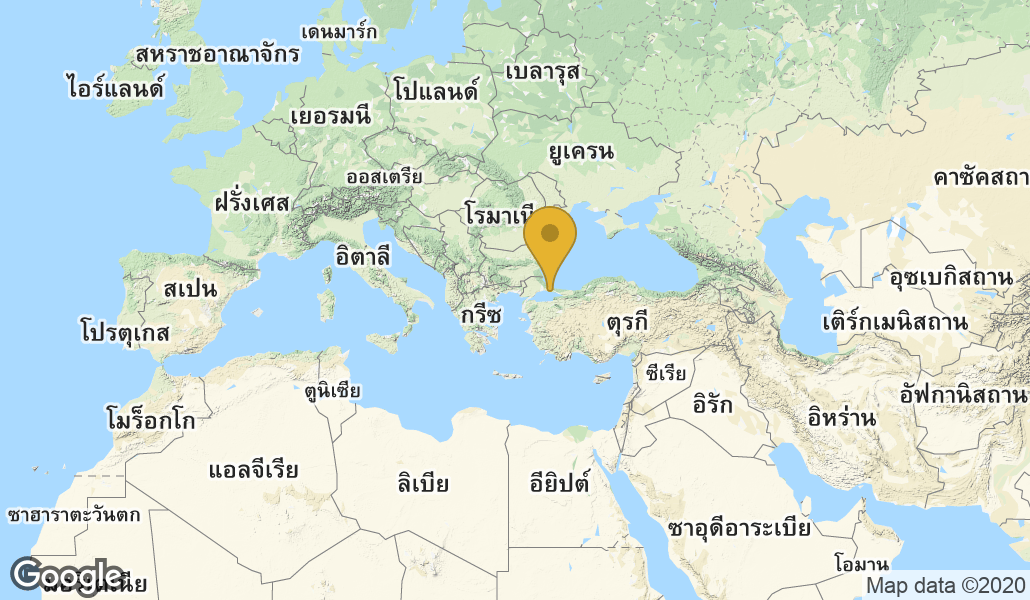 เดนมาร์ก
สหราชอาณาจักร
ไอร์แลนด์
เบลารุส
โปแลนด์
เยอรมนี
ยูเครน
ออสเตรีย
คาซัคสถา
ฝรั่งเศส
โรมาเนี
อิตาลี
อุซเบกิสถาน
สเปน
กรีซ
ตุรกี
เติร์กเมนิสถาน
โปรตุเกส
ซีเรีย
ตูนิเซีย
อัฟกานิสถาน
อิรัก
อิหร่าน
โมร็อกโก
แอลจีเรีย
ลิเบีย
อียิปต์
ซาฮาราตะวันตก
ซาอุดีอาระเบีย
โอมาน
Google
Map data ©2020